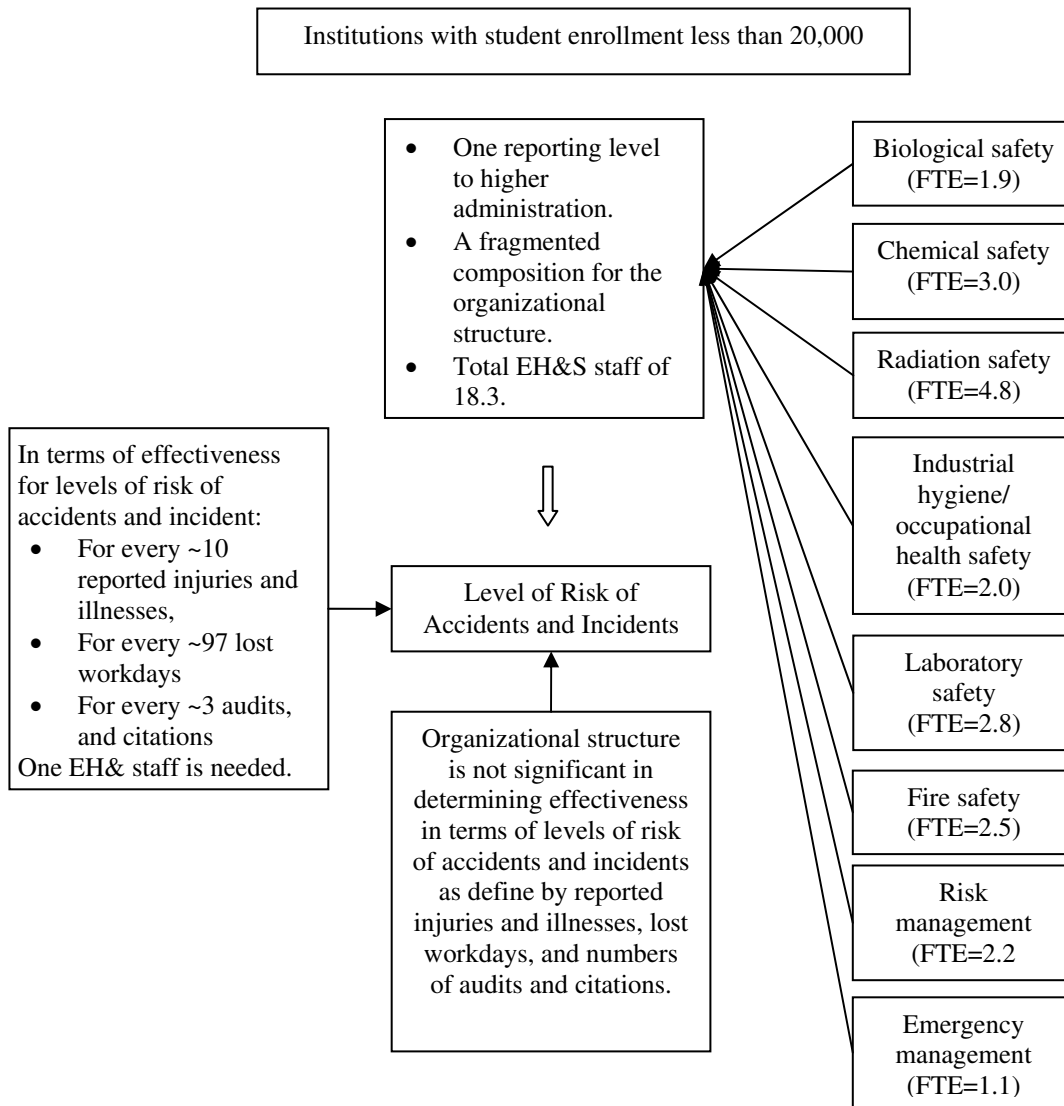 Institutions with student enrollment less than 20,000
• One reporting level
to higher
administration.
• A fragmented
composition for the
organizational
structure.
• Total EH&S staff of
18.3.
Biological safety
(FTE=1.9)
Chemical safety
(FTE=3.0)
Radiation safety
(FTE=4.8)
Industrial
hygiene/
occupational
health safety
(FTE=2.0)
Laboratory
safety
(FTE=2.8)
Fire safety
(FTE=2.5)
Risk
management
(FTE=2.2
Emergency
management
(FTE=1.1)
In terms of effectiveness
for levels of risk of
accidents and incident:
• For every ~10
reported injuries and
illnesses,
• For every ~97 lost
workdays
• For every ~3 audits,
and citations
One EH& staff is needed.
Level of Risk of
Accidents and Incidents
Organizational structure
is not significant in
determining effectiveness
in terms of levels of risk
of accidents and incidents
as define by reported
injuries and illnesses, lost
workdays, and numbers
of audits and citations.